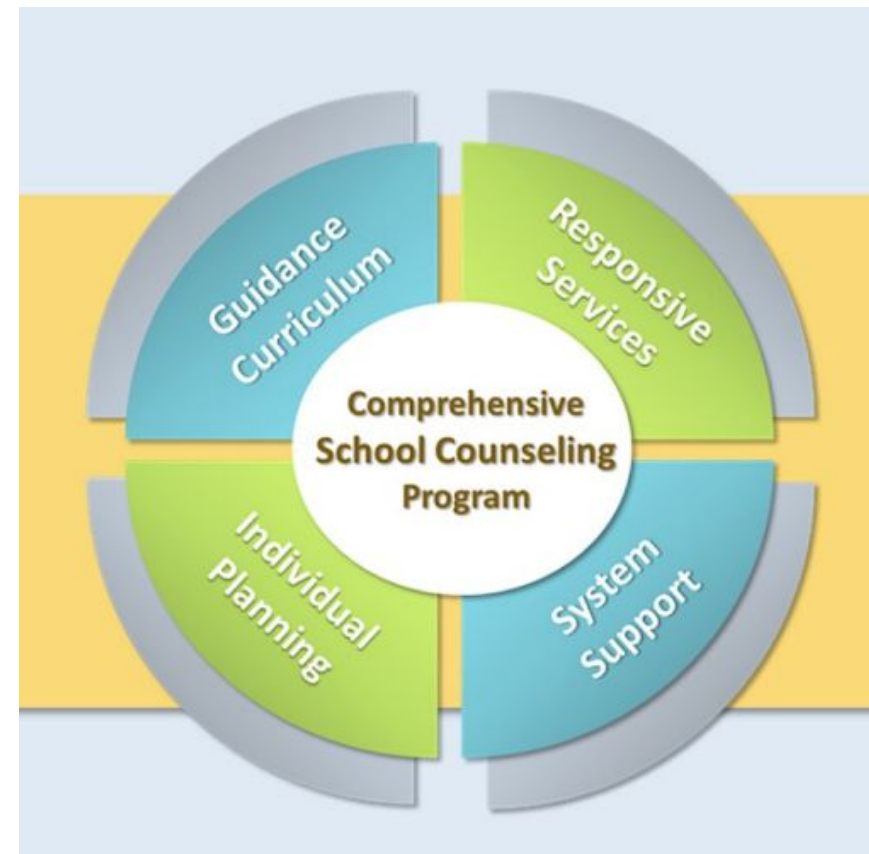 Guidance
Curriculum
Responsive
Services
Comprehensive
School Counseling
Program
Individual
Planning
System
Support